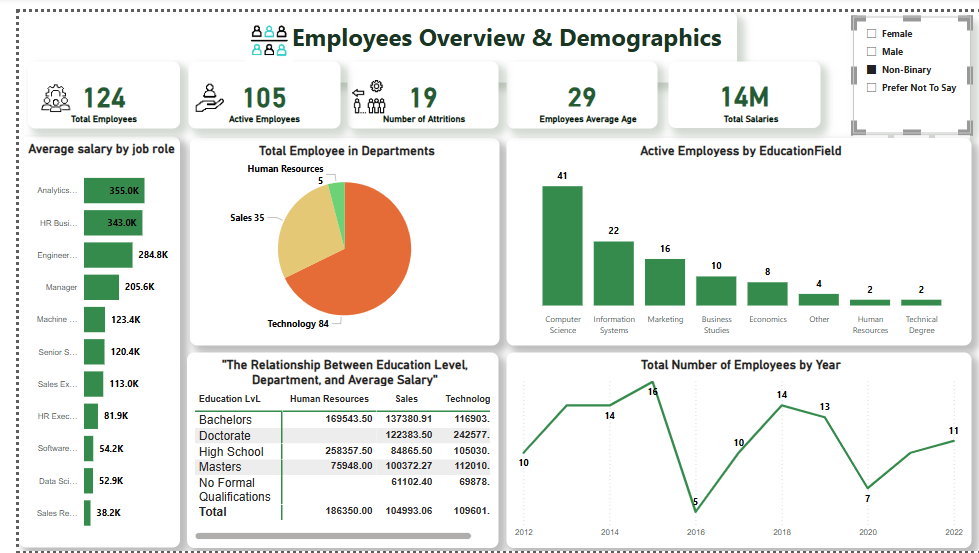 Employees Overview & Demographics
Female
Male
Non-Binary
Prefer Not To Say
124
Total Employees
105
Active Employees
19
Number of Attritions
29
Employees Average Age
14M
Total Salaries
Average salary by job role
Analytics... 355.0K
HR Busi... 343.0K
Engineer... 284.8K
Manager 205.6K
Machine ... 123.4K
Senior S... 120.4K
Sales Ex... 113.0K
HR Exec... 81.9K
Software... 54.2K
Data Sci... 52.9K
Sales Re... 38.2K
Total Employee in Departments
Human Resources
5
Sales 35
Technology 84
Active Employess by EducationField
41
22
16
10
8
4
2
2
Computer Science
Information Systems
Marketing
Business Studies
Economics
Other
Human Resources
Technical Degree
"The Relationship Between Education Level,
Department, and Average Salary"
Education LvL Human Resources Sales Technolog
Bachelors 169543.50 137380.91 116903.
Doctorate 122383.50 242577.
High School 258357.50 84865.50 105030.
Masters 75948.00 100372.27 112010.
No Formal 61102.40 69878.
Qualifications
Total 186350.00 104993.06 109601.
Total Number of Employees by Year
10
14
16
5
10
14
13
7
11
2012 2014 2016 2018 2020 2022